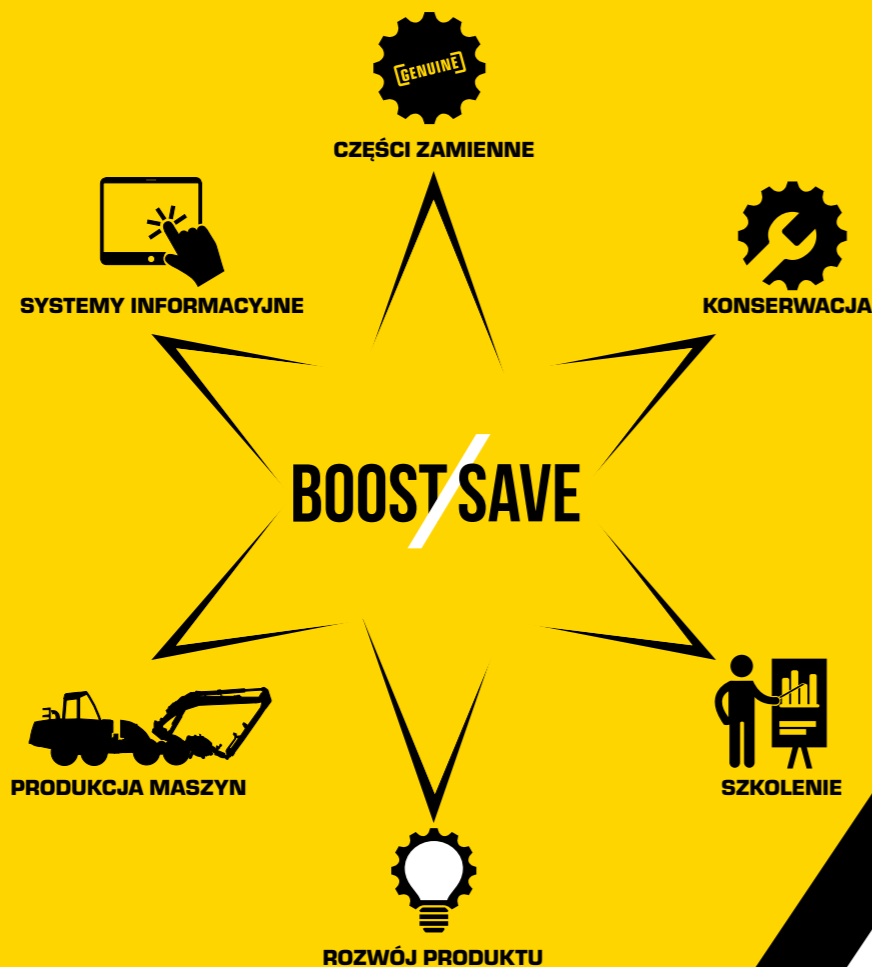 [GENUINE]
CZĘŚCI ZAMIENNE
SYSTEMY INFORMACYJNE
KONSERWACJA
BOOST/SAVE
PRODUKCJA MASZYN
SZKOLENIE
ROZWÓJ PRODUKTU